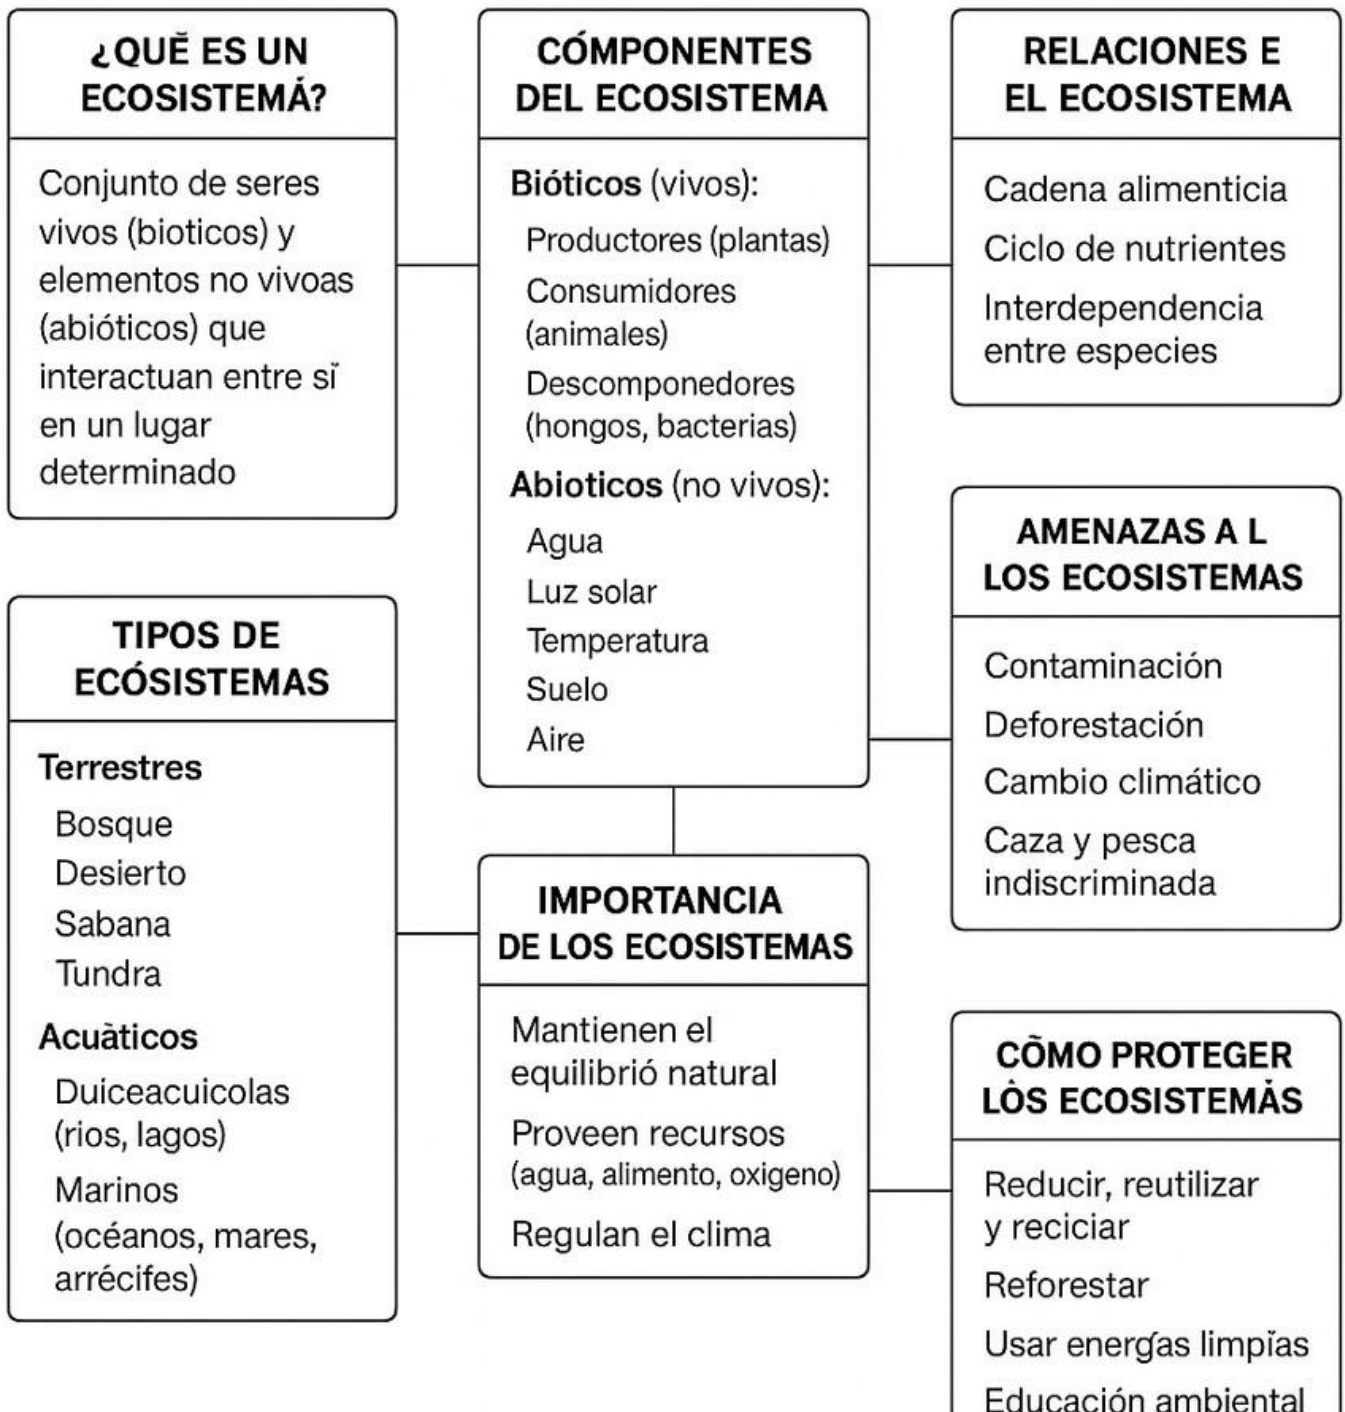 ¿QUĔ ES UN
ECOSISTEMÁ?
Conjunto de seres
vivos (bioticos) y
elementos no vivoas
(abióticos) que
interactuan entre sï
en un lugar
determinado
CÓMPONENTES
DEL ECOSISTEMA
Bióticos (vivos):
Productores (plantas)
Consumidores
(animales)
Descomponedores
(hongos, bacterias)
Abioticos (no vivos):
Agua
Luz solar
Temperatura
Suelo
Aire
RELACIONES E
EL ECOSISTEMA
Cadena alimenticia
Ciclo de nutrientes
Interdependencia
entre especies
AMENAZAS A L
LOS ECOSISTEMAS
Contaminación
Deforestación
Cambio climático
Caza y pesca
indiscriminada
TIPOS DE
ECÓSISTEMAS
Terrestres
Bosque
Desierto
Sabana
Tundra
Acuàticos
Duiceacuicolas
(rios, lagos)
Marinos
(océanos, mares,
arrécifes)
IMPORTANCIA
DE LOS ECOSISTEMAS
Mantienen el
equilibrió natural
Proveen recursos
(agua, alimento, oxigeno)
Regulan el clima
CÕMO PROTEGER
LÓS ECOSISTEMÁS
Reducir, reutilizar
y reciciar
Reforestar
Usar energías limpïas
Educación ambiental